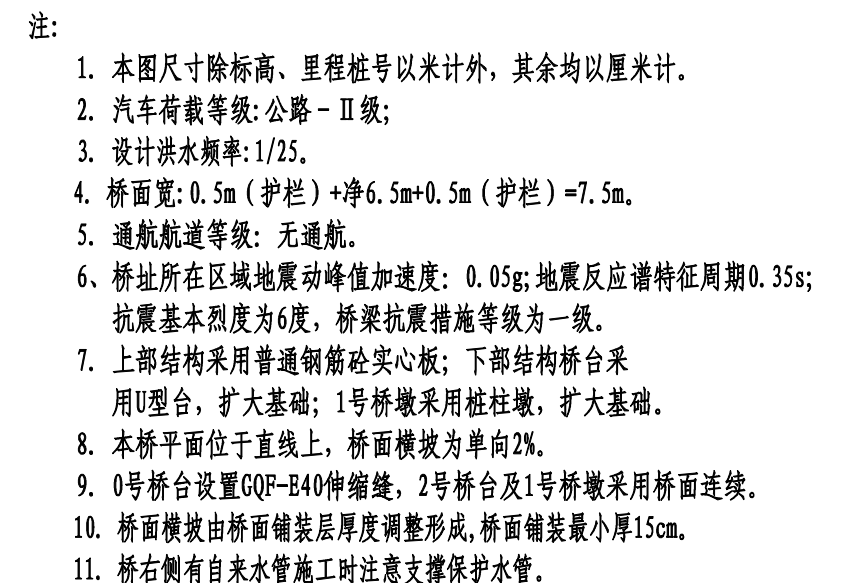 注:
1. 本图尺寸除标高、里程桩号以米计外，其余均以厘米计。
2. 汽车荷载等级:公路-Ⅱ级;
3. 设计洪水频率:1/25。
4. 桥面宽:0.5m(护栏)+净6.5m+0.5m(护栏)=7.5m。
5. 通航航道等级: 无通航。
6、桥址所在区域地震动峰值加速度: 0.05g;地震反应谱特征周期0.35s;
抗震基本烈度为6度，桥梁抗震措施等级为一级。
7. 上部结构采用普通钢筋砼实心板; 下部结构桥台采
用U型台，扩大基础; 1号桥墩采用桩柱墩，扩大基础。
8. 本桥平面位于直线上，桥面横坡为单向2%。
9. 0号桥台设置GQF-E40伸缩缝，2号桥台及1号桥墩采用桥面连续。
10. 桥面横坡由桥面铺装层厚度调整形成,桥面铺装最小厚15cm。
11. 桥右侧有自来水管施工时注意支撑保护水管。